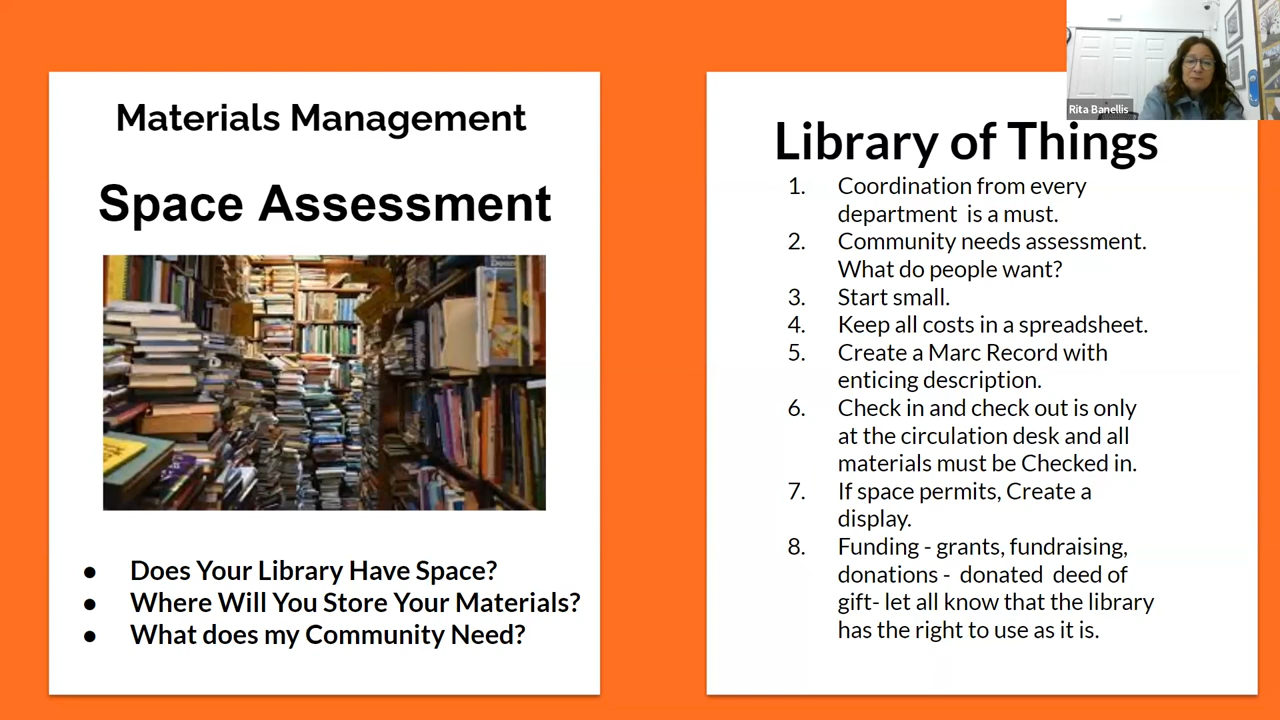 Materials Management
Space Assessment
● Does Your Library Have Space?
● Where Will You Store Your Materials?
● What does my Community Need?
Rita Banellis
Library of Things
1. Coordination from every
department is a must.
2. Community needs assessment.
What do people want?
3. Start small.
4. Keep all costs in a spreadsheet.
5. Create a Marc Record with
enticing description.
6. Check in and check out is only
at the circulation desk and all
materials must be Checked in.
7. If space permits, Create a
display.
8. Funding - grants, fundraising,
donations - donated deed of
gift- let all know that the library
has the right to use as it is.